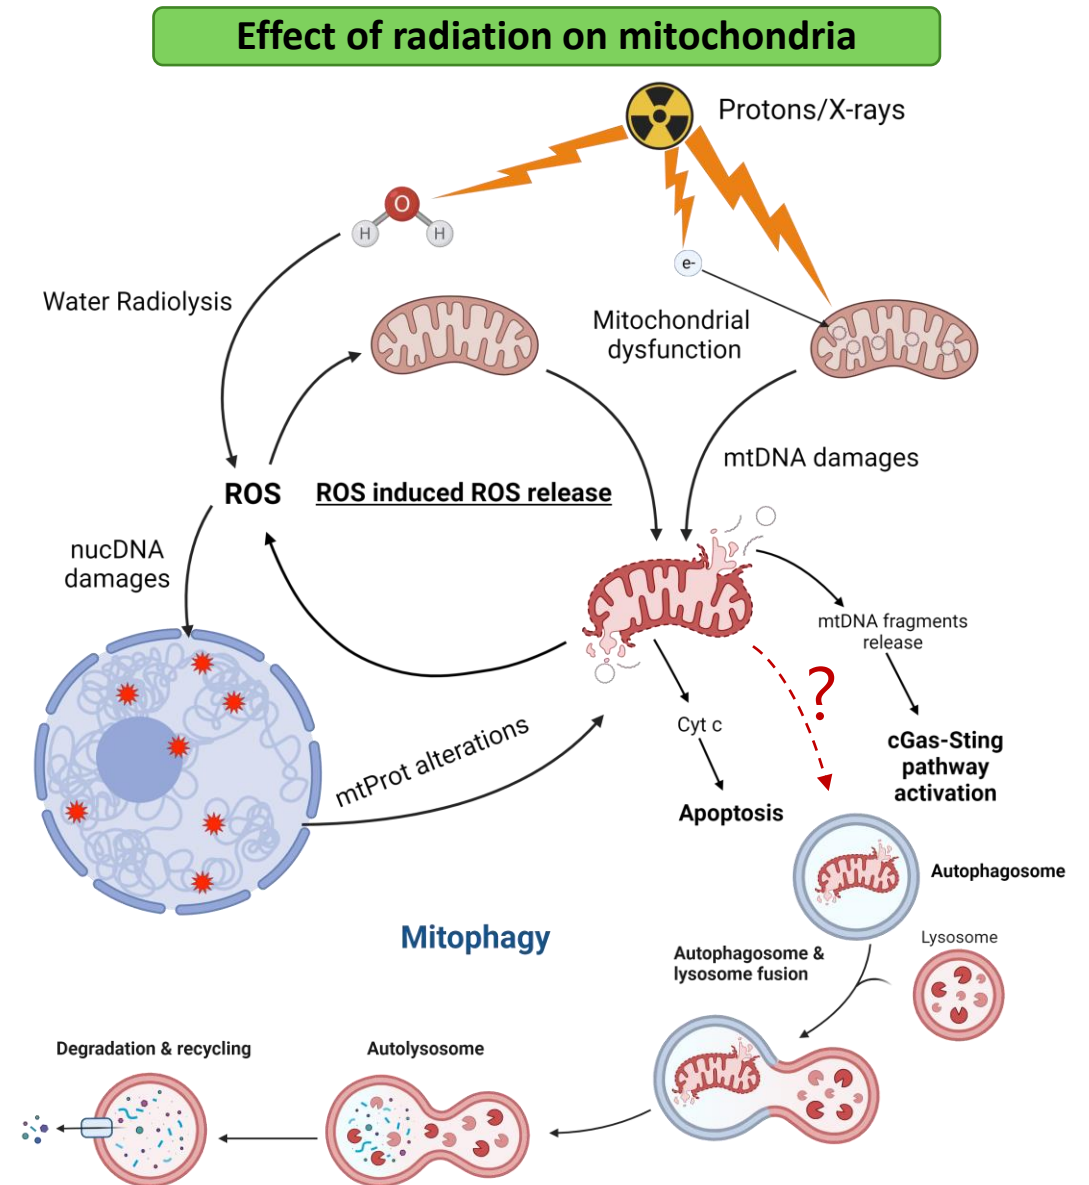 Effect of radiation on mitochondria
Protons/X-rays
O
H
H
e-
Water Radiolysis
Mitochondrial
dysfunction
mtDNA damages
ROS
ROS induced ROS release
nucDNA
damages
mtDNA fragments
release
?
Cyt c
cGas-Sting
pathway
activation
mtProt alterations
Apoptosis
Autophagosome
Mitophagy
Lysosome
Autophagosome &
lysosome fusion
Degradation & recycling
Autolysosome